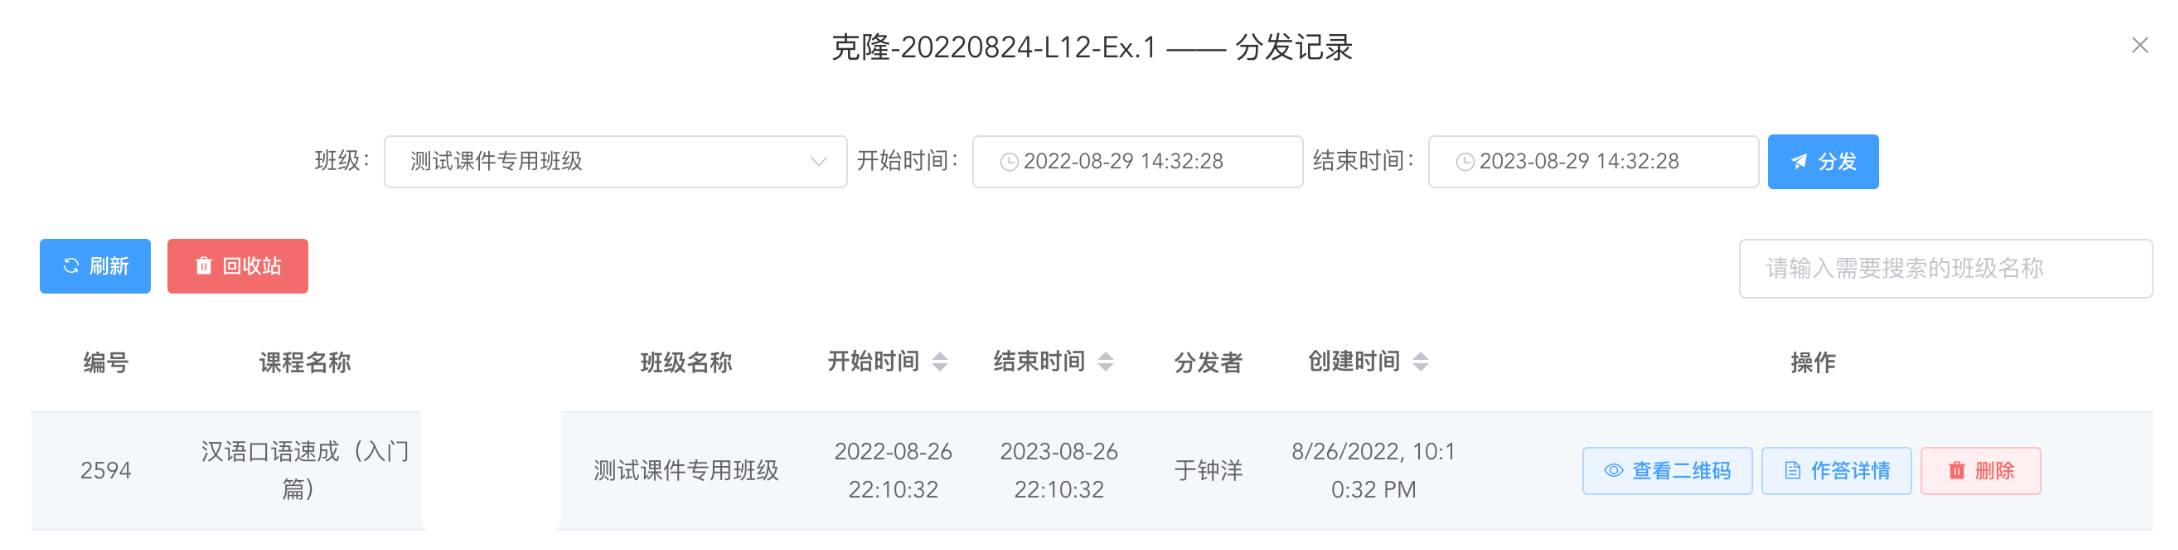 克隆-20220824-L12-Ex.1 —— 分发记录
班级： 测试课件专用班级 开始时间： 2022-08-29 14:32:28 结束时间： 2023-08-29 14:32:28 分发
刷新 回收站 请输入需要搜索的班级名称
编号 课程名称 班级名称 开始时间 结束时间 分发者 创建时间 操作
汉语口语速成（入门 2022-08-26 2023-08-26 8/26/2022, 10:1
2594 测试课件专用班级 于钟洋 查看二维码 作答详情 删除
篇） 22:10:32 22:10:32 0:32 PM